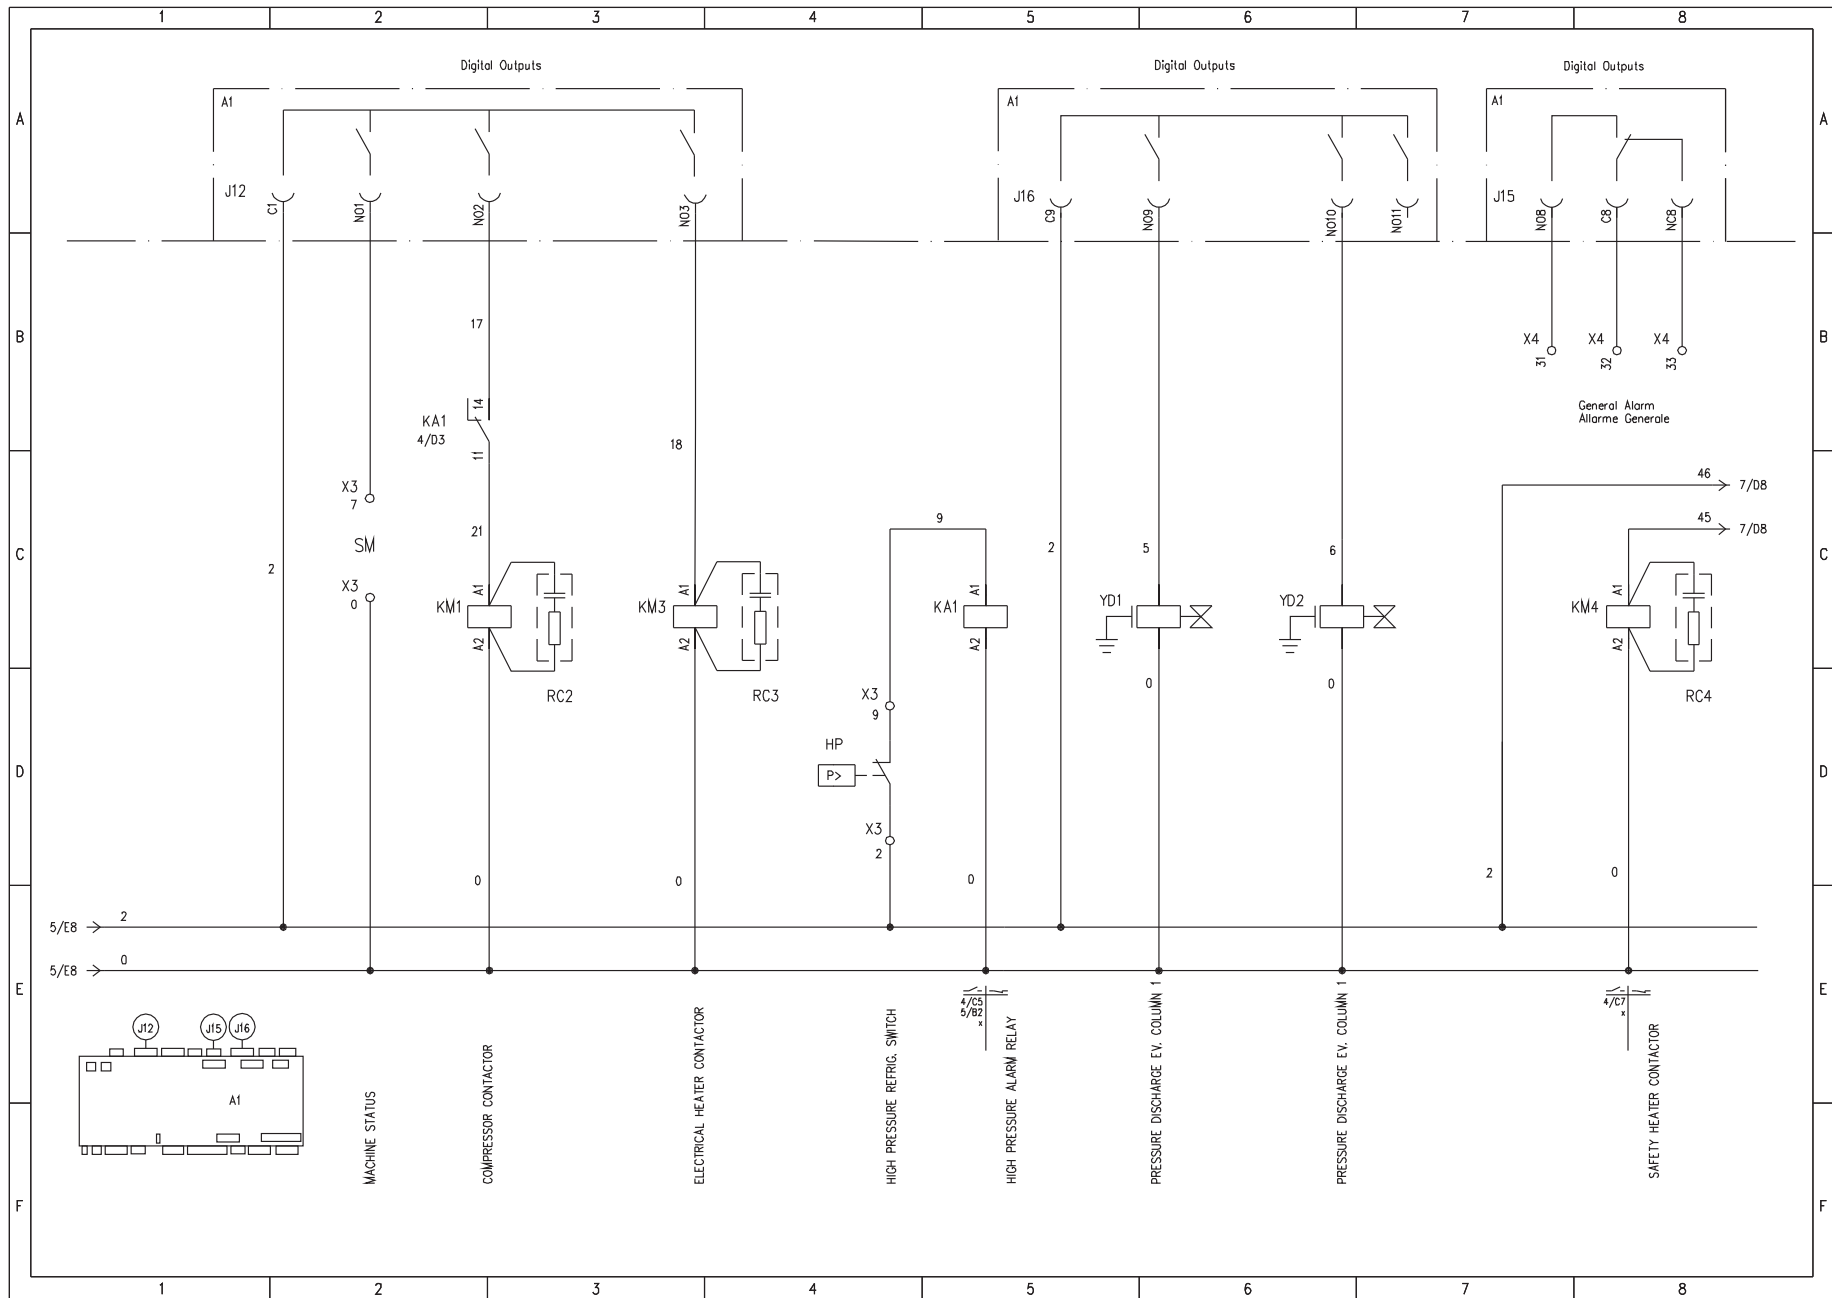 1 2 3 4 5 6 7 8
Digital Outputs
Digital Outputs
Digital Outputs
A
A
A1
A1
A1
J12
C1
NO1
NO2
NO3
J16
C9
NO9
NO10
NO11
J15
NO8
C8
NC8
B
B
17
X4
31
X4
32
X4
33
General Alarm
Allarme Generale
KA1
4/D3
14
11
18
46
7/D8
45
7/D8
X3
7
SM
X3
0
C
C
2
21
9
2
5
6
KM1
A1
A2
RC2
KM3
A1
A2
RC3
KA1
A1
A2
YD1
YD2
KM4
A1
A2
RC4
0
0
X3
9
HP
P>
X3
2
D
D
0
0
0
2
0
5/E8
2
5/E8
0
E
E
4/C5
5/B2
x
4/C7
x
J12
J15
J16
A1
MACHINE STATUS
COMPRESSOR CONTACTOR
ELECTRICAL HEATER CONTACTOR
HIGH PRESSURE REFRIG. SWITCH
HIGH PRESSURE ALARM RELAY
PRESSURE DISCHARGE EV. COLUMN 1
PRESSURE DISCHARGE EV. COLUMN 1
SAFETY HEATER CONTACTOR
F
F
1 2 3 4 5 6 7 8